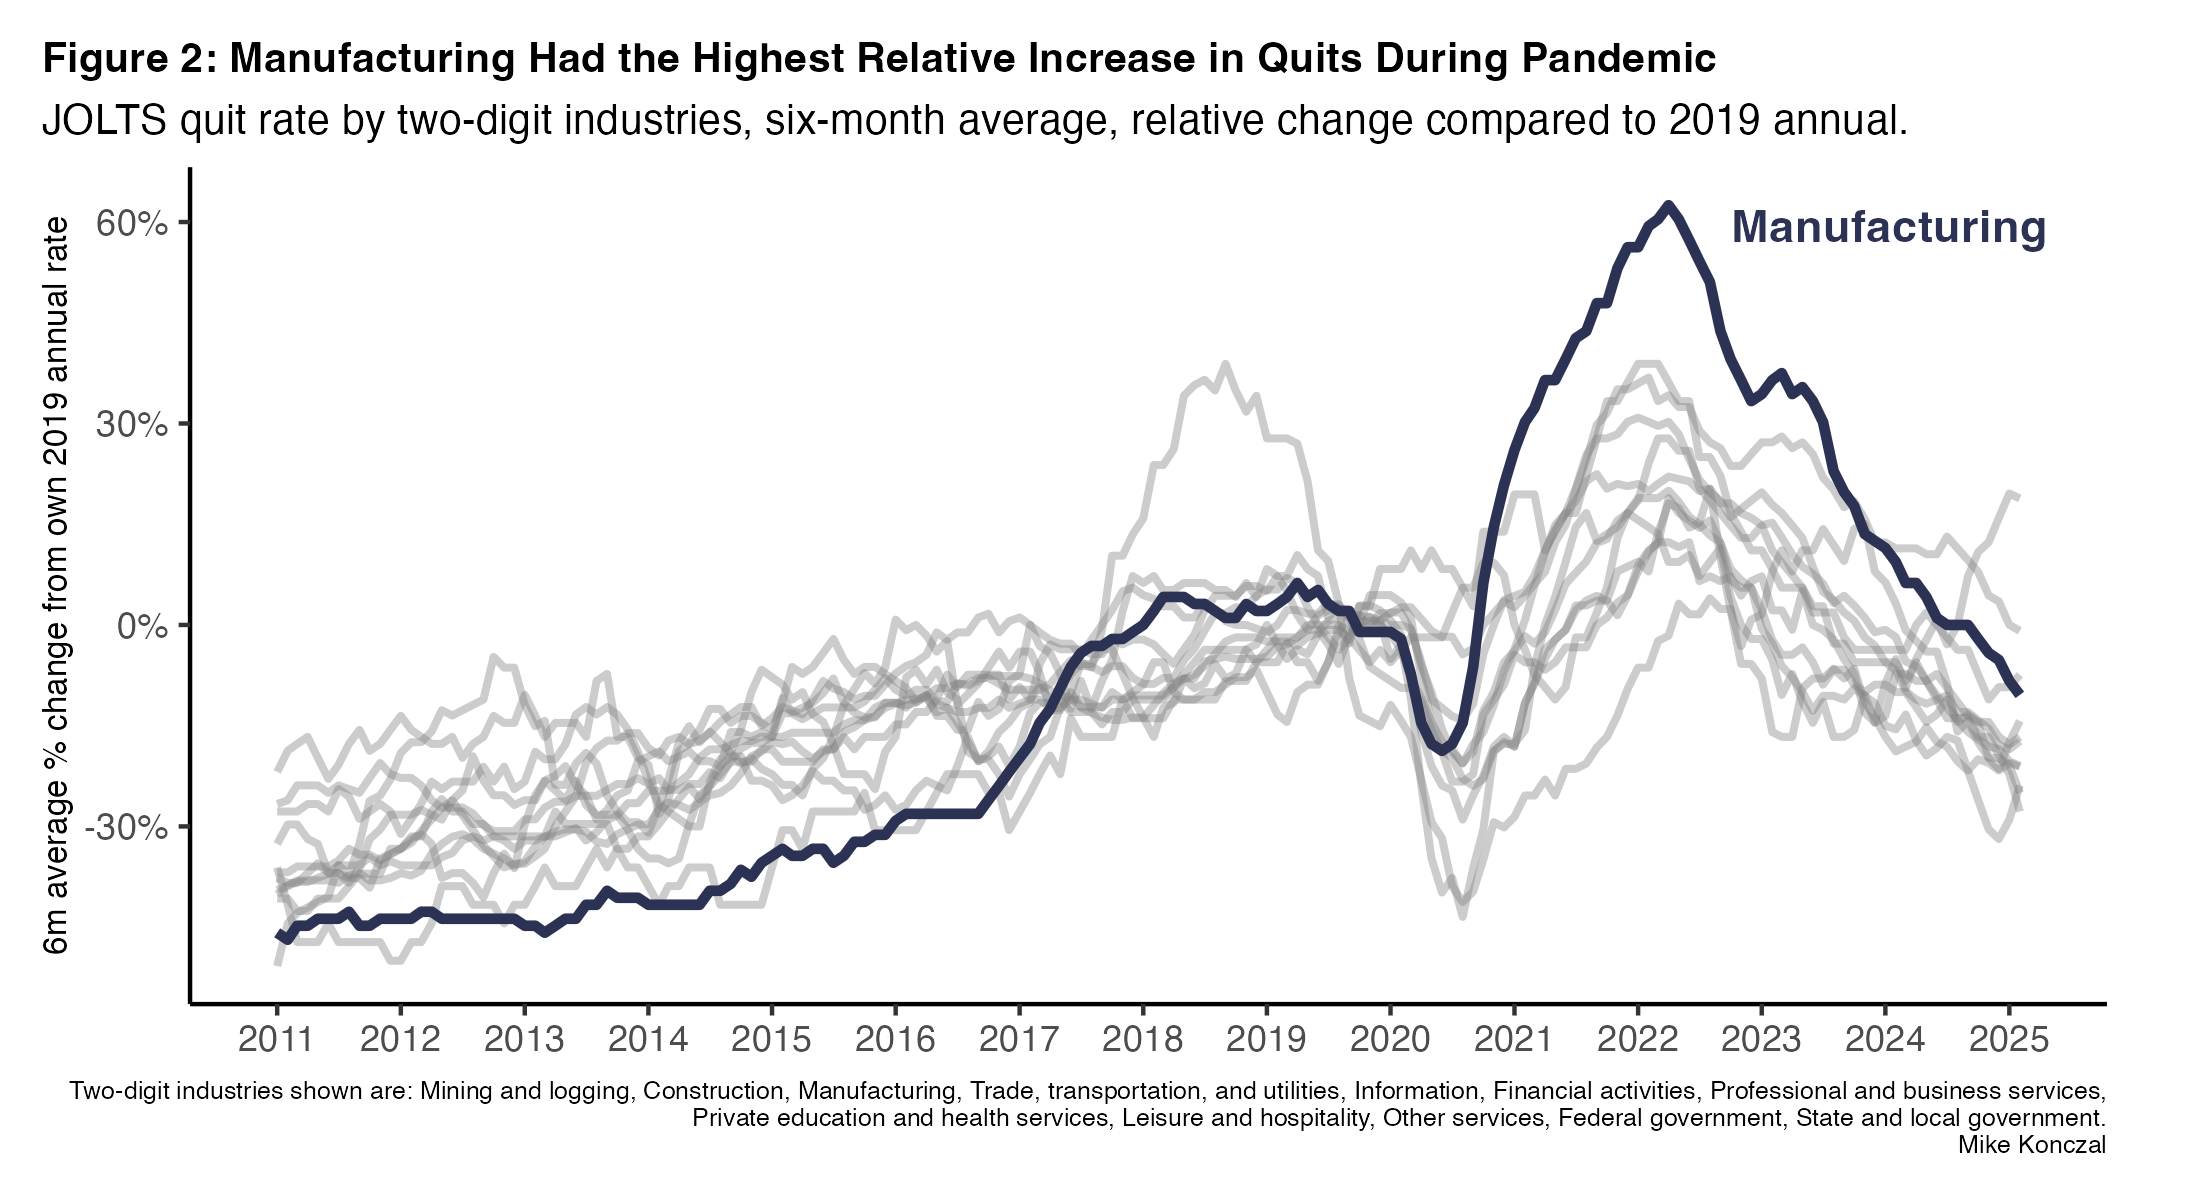 Figure 2: Manufacturing Had the Highest Relative Increase in Quits During Pandemic
JOLTS quit rate by two-digit industries, six-month average, relative change compared to 2019 annual.
6m average % change from own 2019 annual rate
60%
30%
0%
-30%
Manufacturing
2011 2012 2013 2014 2015 2016 2017 2018 2019 2020 2021 2022 2023 2024 2025
Two-digit industries shown are: Mining and logging, Construction, Manufacturing, Trade, transportation, and utilities, Information, Financial activities, Professional and business services,
Private education and health services, Leisure and hospitality, Other services, Federal government, State and local government.
Mike Konczal